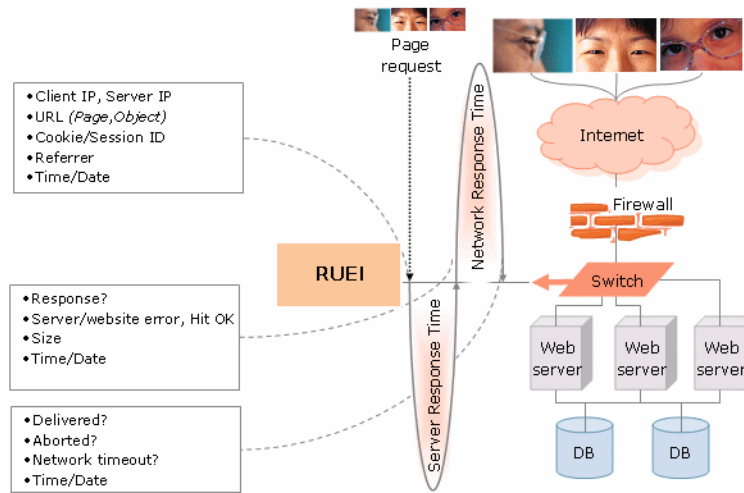 Page
request
• Client IP, Server IP
• URL (Page,Object)
• Cookie/Session ID
• Referrer
• Time/Date
Network Response Time
Internet
Firewall
RUEI
Switch
• Response?
• Server/website error, Hit OK
• Size
• Time/Date
Server Response Time
Web
server
Web
server
Web
server
• Delivered?
• Aborted?
• Network timeout?
• Time/Date
DB
DB